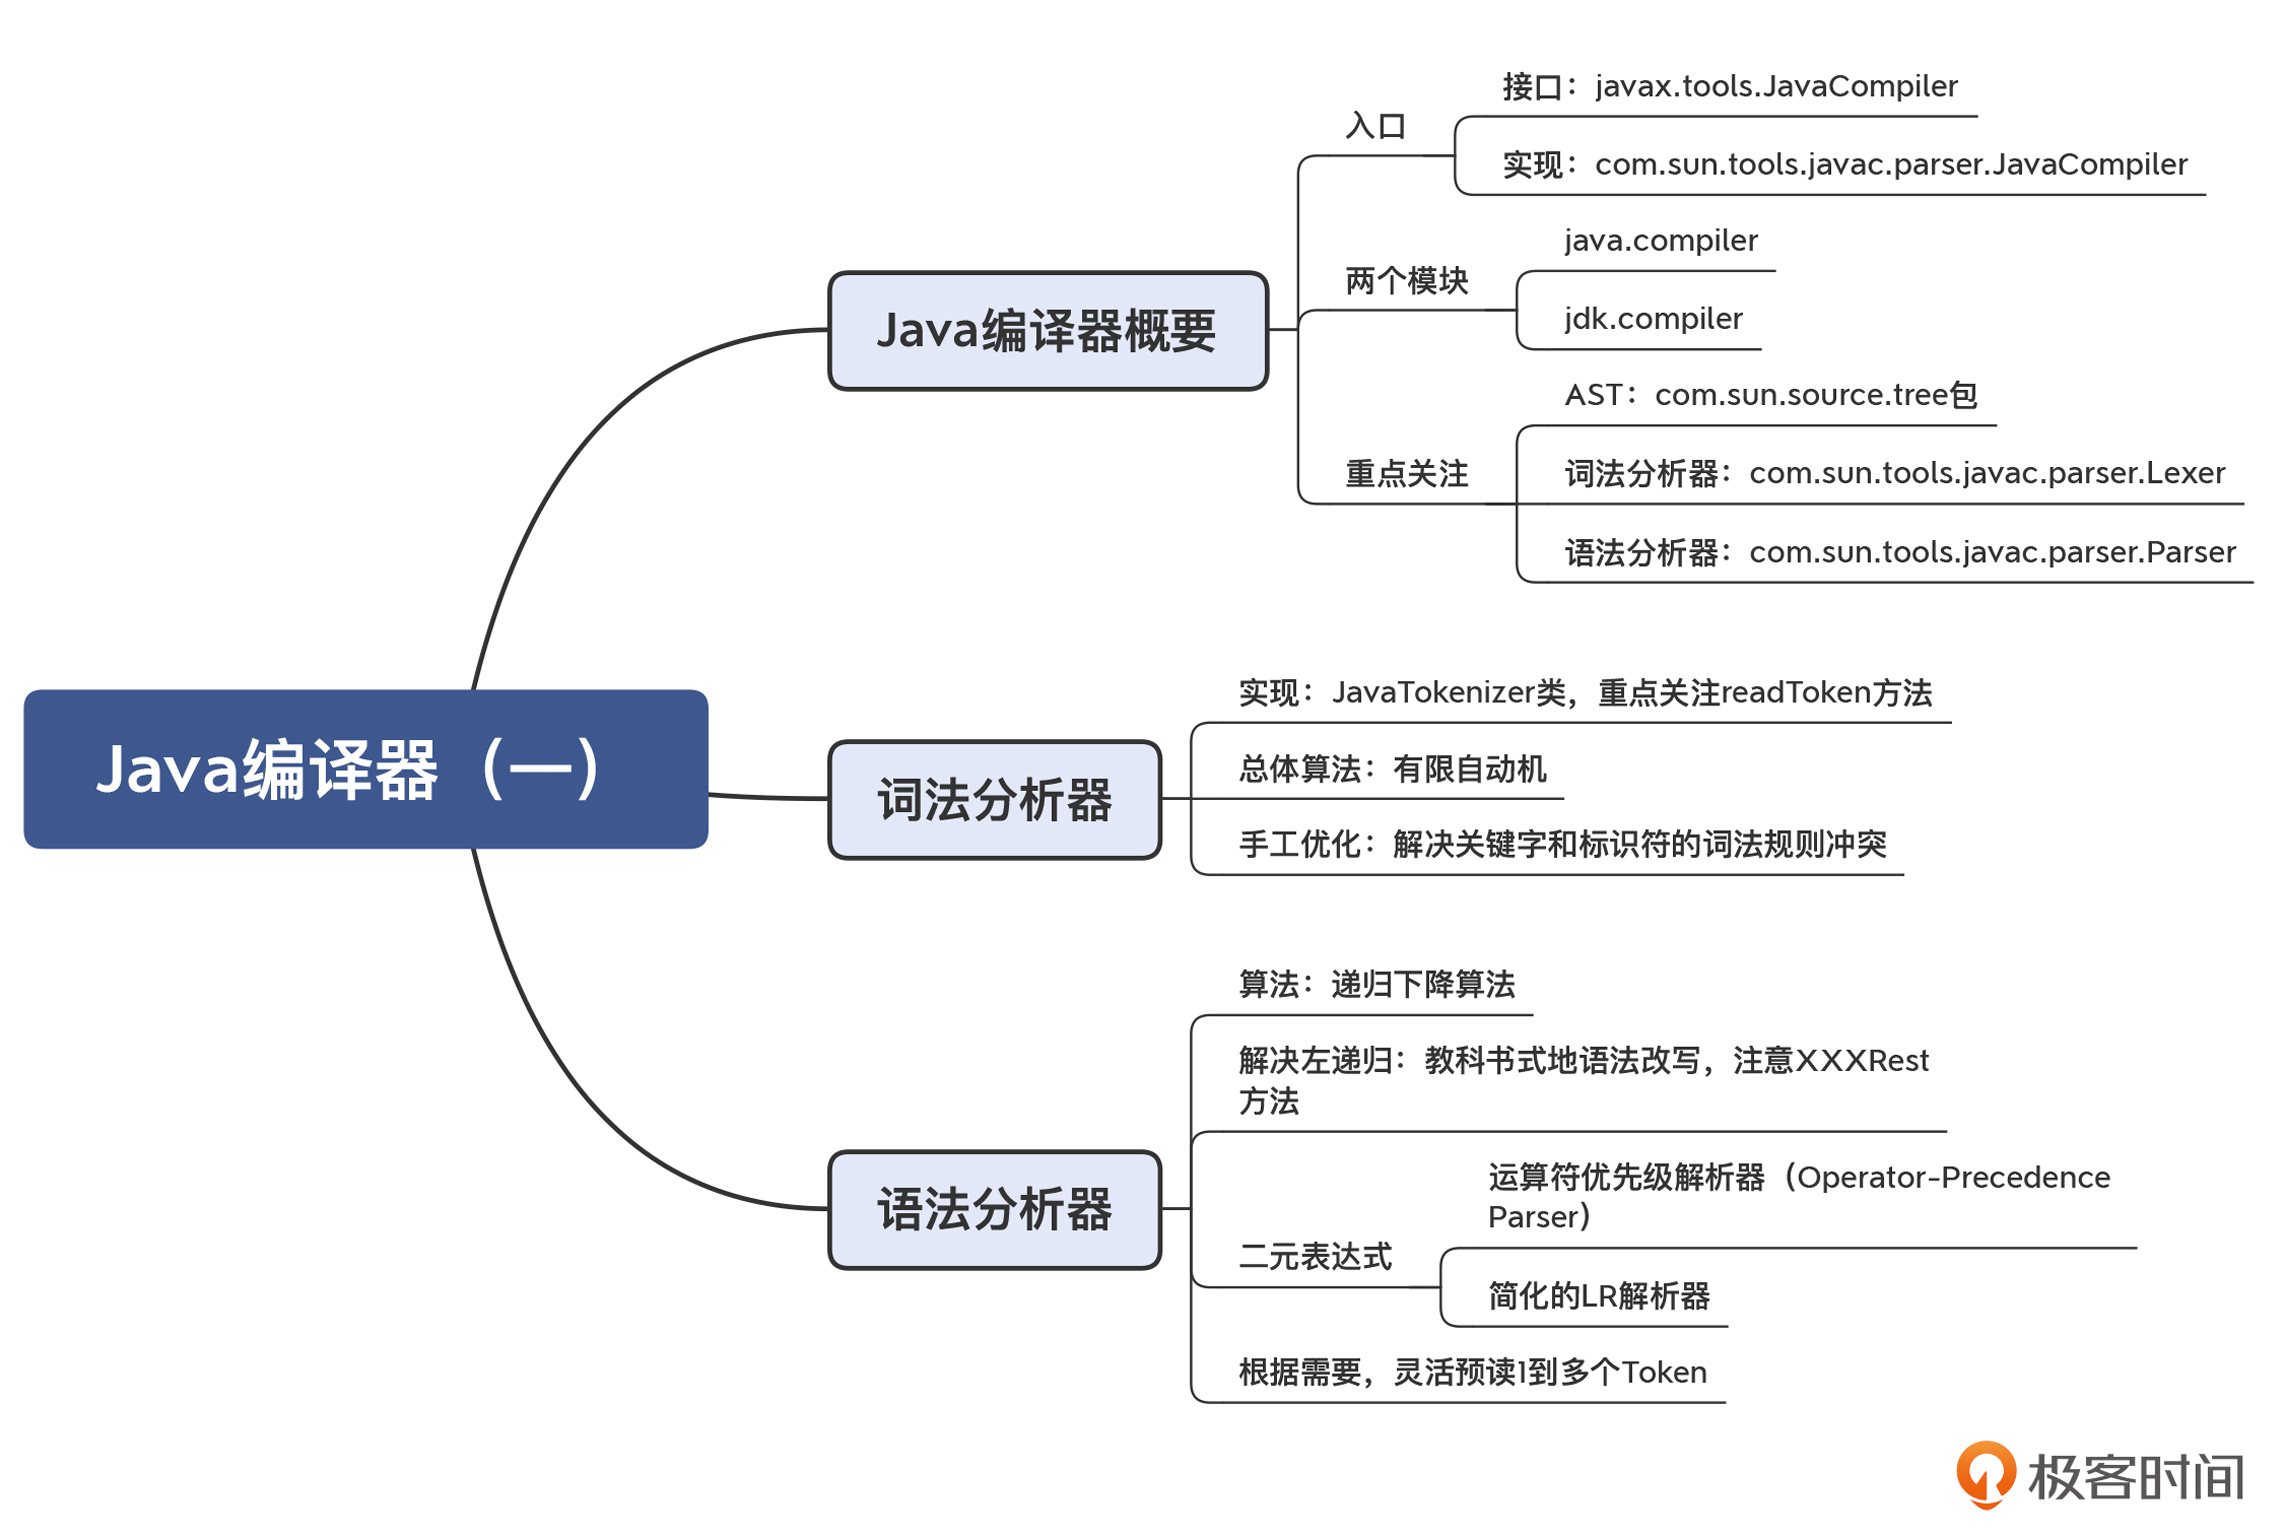 Java编译器（一）
Java编译器概要
入口
接口：javax.tools.JavaCompiler
实现：com.sun.tools.javac.parser.JavaCompiler
两个模块
java.compiler
jdk.compiler
重点关注
AST：com.sun.source.tree包
词法分析器：com.sun.tools.javac.parser.Lexer
语法分析器：com.sun.tools.javac.parser.Parser
词法分析器
实现：JavaTokenizer类，重点关注readToken方法
总体算法：有限自动机
手工优化：解决关键字和标识符的词法规则冲突
语法分析器
算法：递归下降算法
解决左递归：教科书式地语法改写，注意XXXRest
方法
二元表达式
运算符优先级解析器（Operator-Precedence
Parser）
简化的LR解析器
根据需要，灵活预读1到多个Token
极客时间